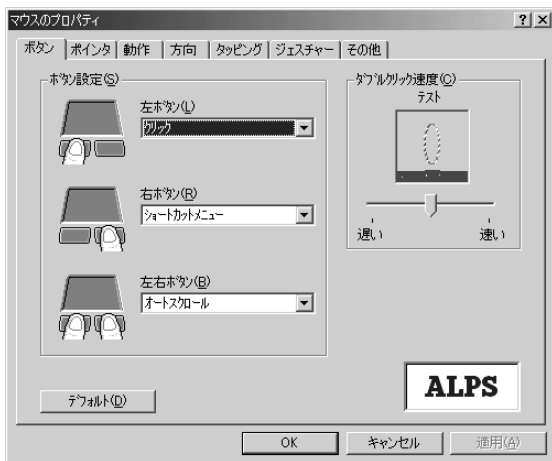 マウスのプロパティ
ボタン ポインタ 動作 方向 タッピング ジェスチャー その他
ボタン設定(S)
左ボタン(L)
クリック
右ボタン(R)
ショートカットメニュー
左右ボタン(B)
オートスクロール
ダブルクリック速度(C)
テスト
遅い 速い
デフォルト(D)
ALPS
OK キャンセル 適用(A)